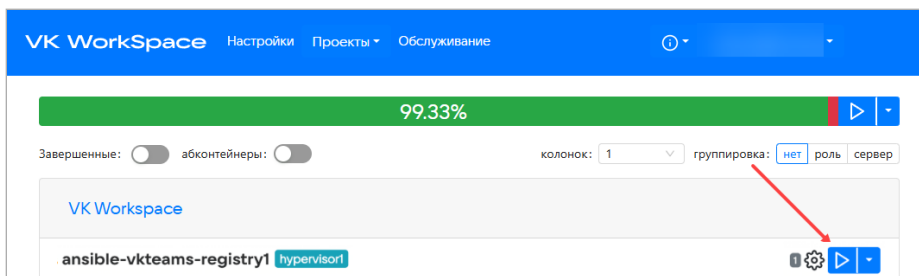 VK WorkSpace Настройки Проекты Обслуживание
99.33%
Завершенные: абконтейнеры: колонок: 1 группировка: нет роль сервер
VK Workspace
ansible-vkteams-registry1 hypervisor1 1